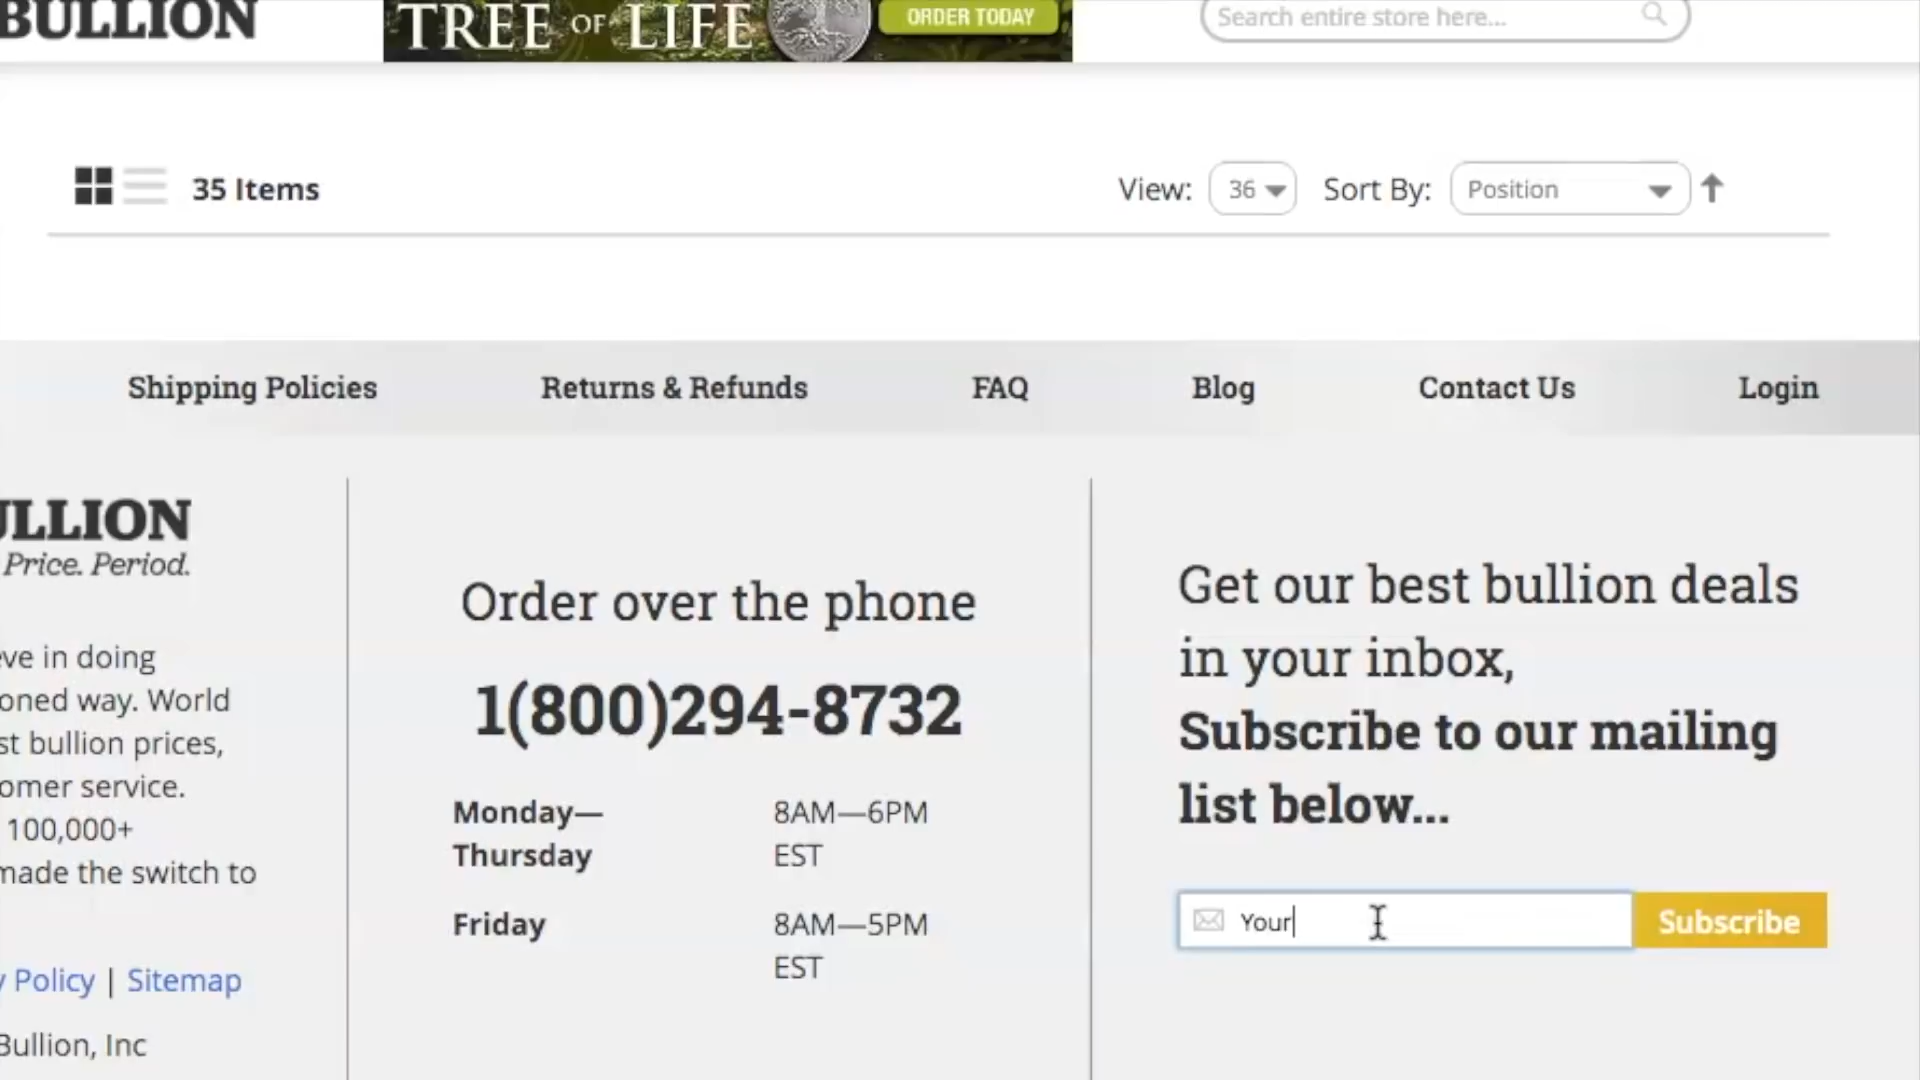 BULLION
TREE OF LIFE
ORDER TODAY
Search entire store here...
35 Items
View: 36
Sort By: Position
Shipping Policies
Returns & Refunds
FAQ
Blog
Contact Us
Login
ULLION
Price. Period.
eve in doing
oned way. World
st bullion prices,
omer service.
100,000+
made the switch to
y Policy | Sitemap
Bullion, Inc
Order over the phone
1(800)294-8732
Monday— 8AM—6PM
Thursday EST
Friday 8AM—5PM
EST
Get our best bullion deals
in your inbox,
Subscribe to our mailing
list below...
Your
Subscribe